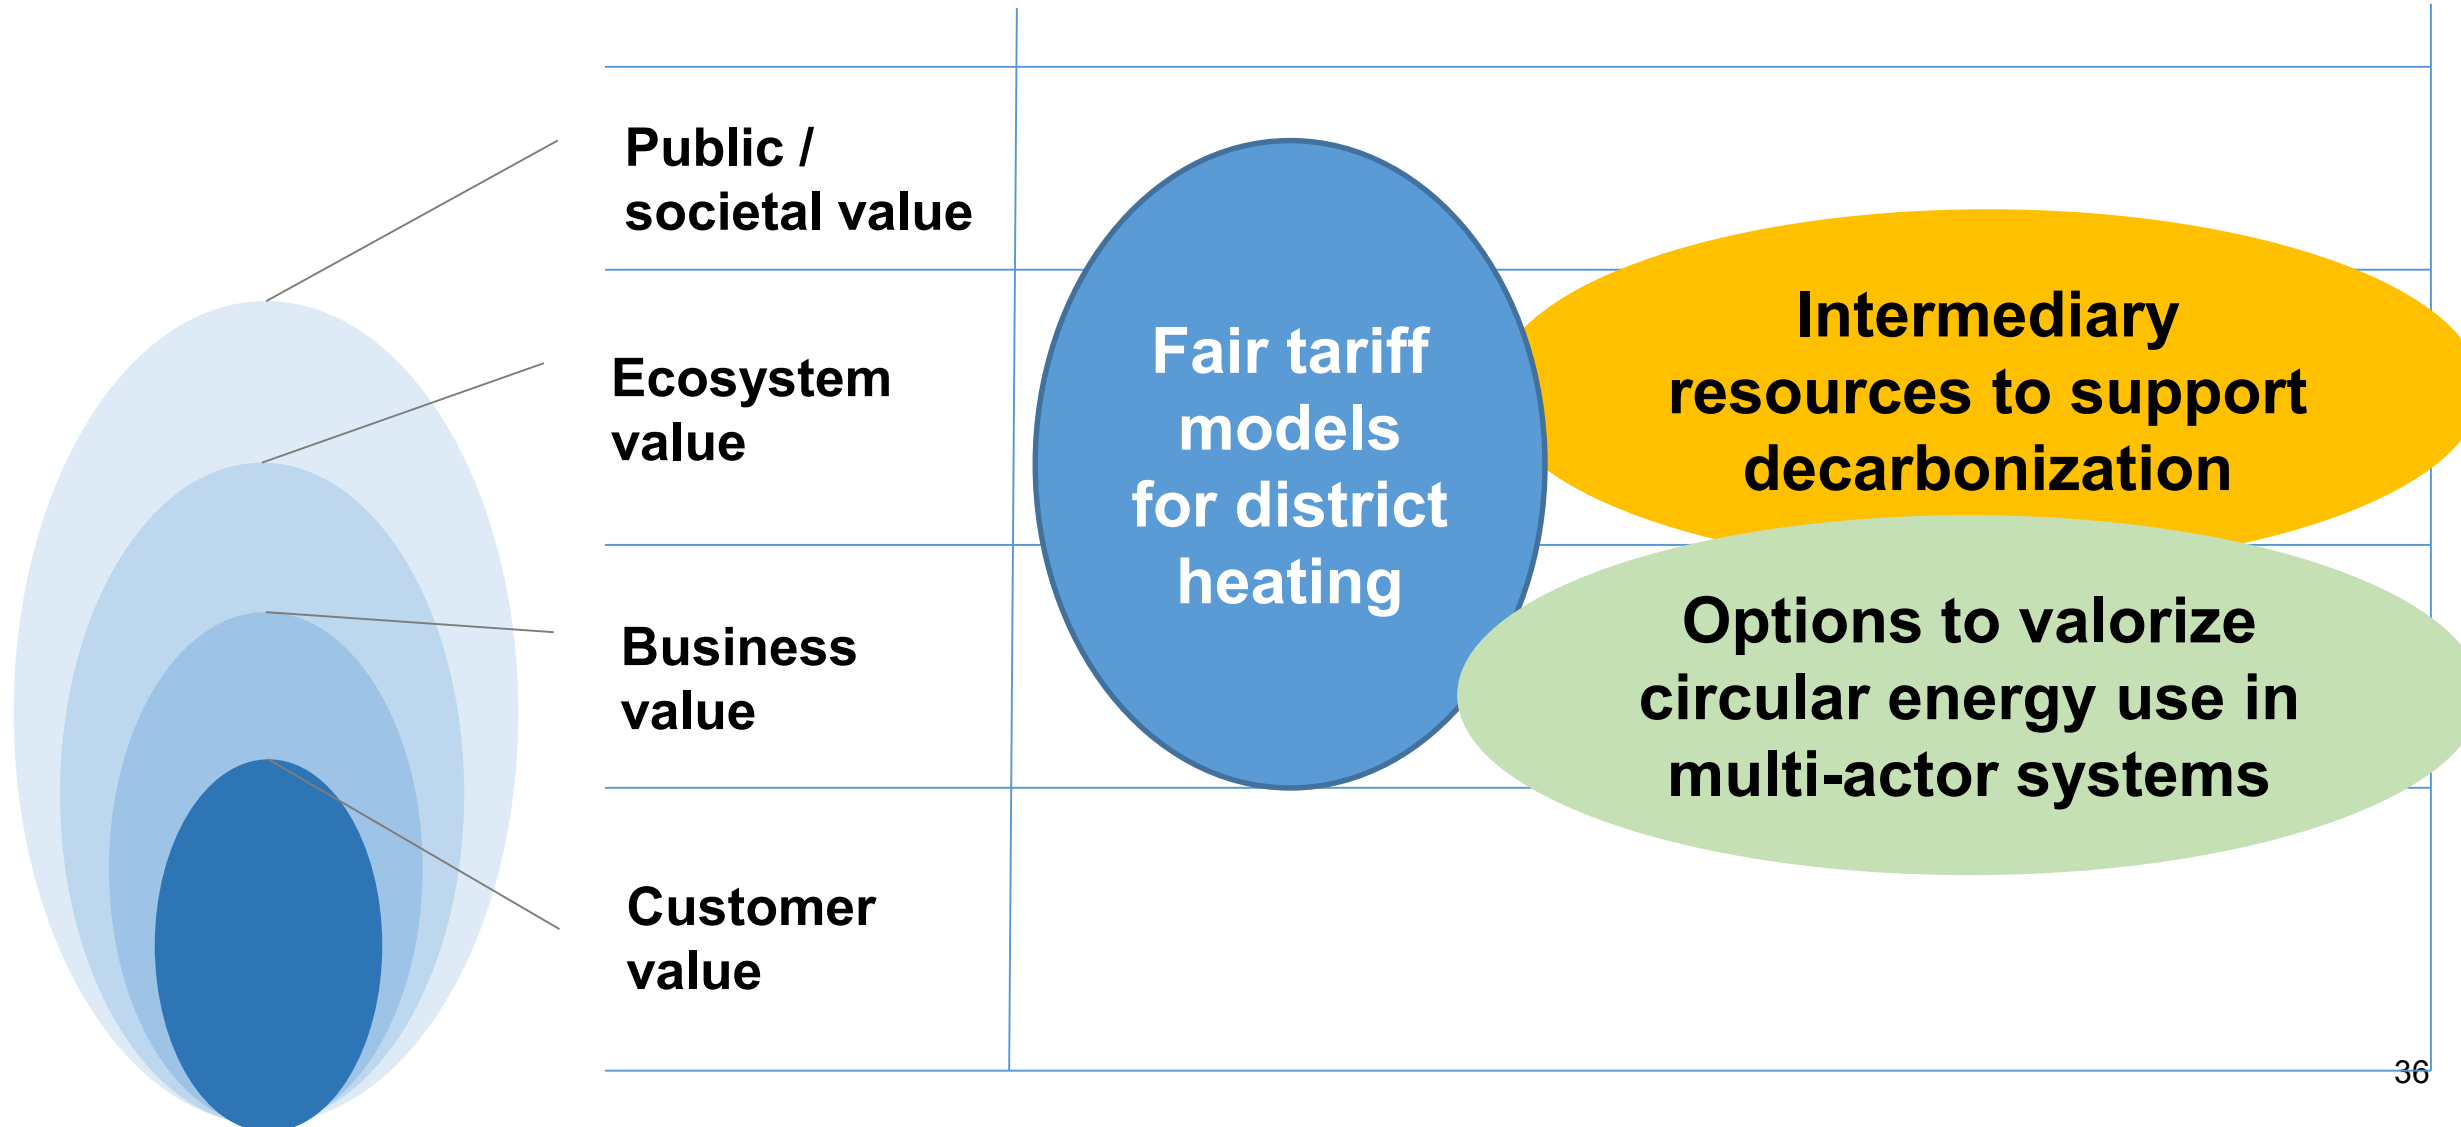 Public /
societal value
Ecosystem
value
Business
value
Customer
value
Fair tariff
models
for district
heating
Intermediary
resources to support
decarbonization
Options to valorize
circular energy use in
multi-actor systems
36